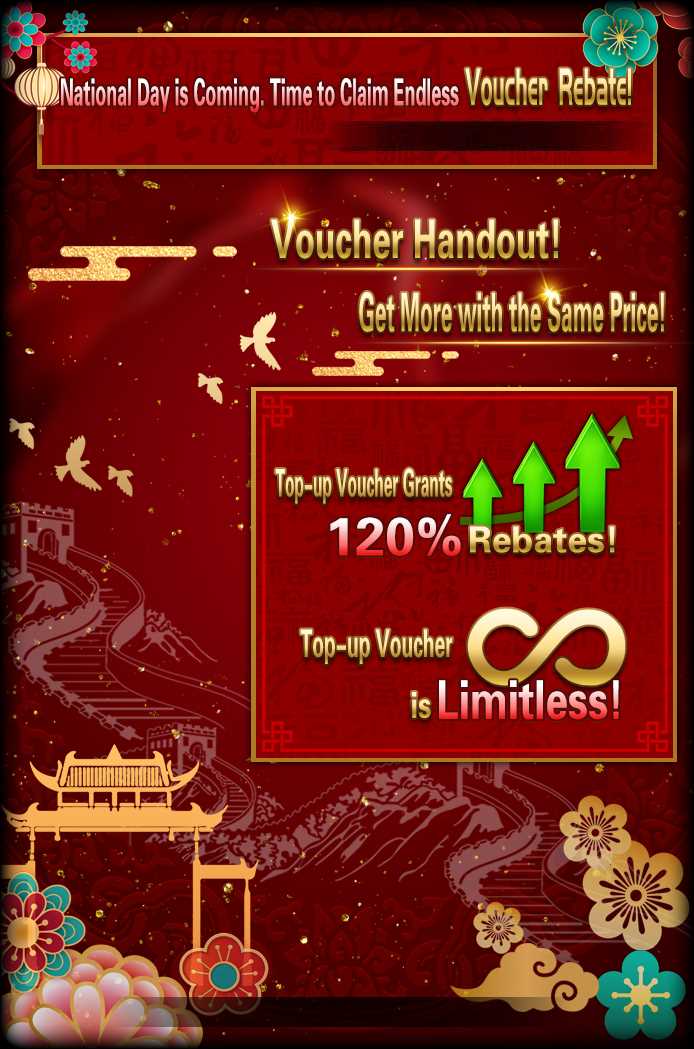 National Day is Coming. Time to Claim Endless Voucher Rebate!
Voucher Handout!
Get More with the Same Price!
Top-up Voucher Grants
120% Rebates!
Top-up Voucher
is Limitless!